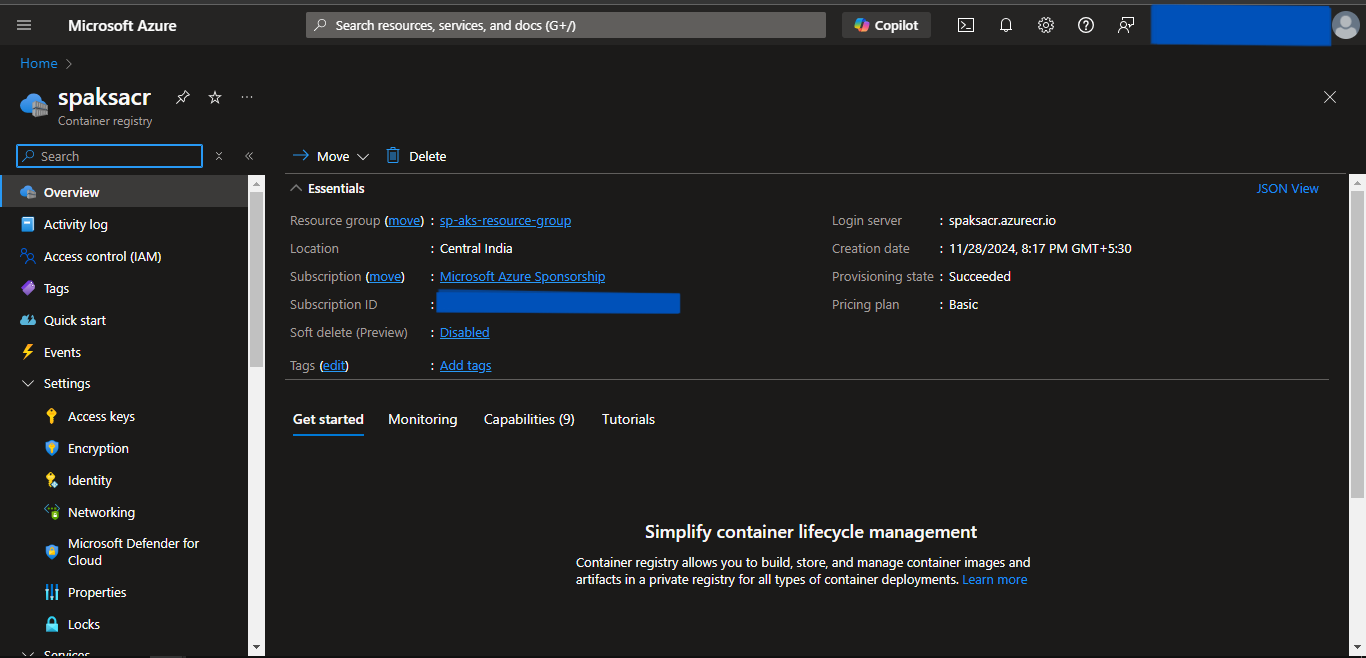 Microsoft Azure
Search resources, services, and docs (G+/)
Copilot
Home
spaksacr
Container registry
Search
Overview
Activity log
Access control (IAM)
Tags
Quick start
Events
Settings
Access keys
Encryption
Identity
Networking
Microsoft Defender for
Cloud
Properties
Locks
Services
Move
Delete
Essentials
JSON View
Resource group (move) : sp-aks-resource-group
Location : Central India
Subscription (move) : Microsoft Azure Sponsorship
Subscription ID :
Soft delete (Preview) : Disabled
Tags (edit) : Add tags
Login server : spaksacr.azurecr.io
Creation date : 11/28/2024, 8:17 PM GMT+5:30
Provisioning state : Succeeded
Pricing plan : Basic
Get started
Monitoring
Capabilities (9)
Tutorials
Simplify container lifecycle management
Container registry allows you to build, store, and manage container images and
artifacts in a private registry for all types of container deployments. Learn more